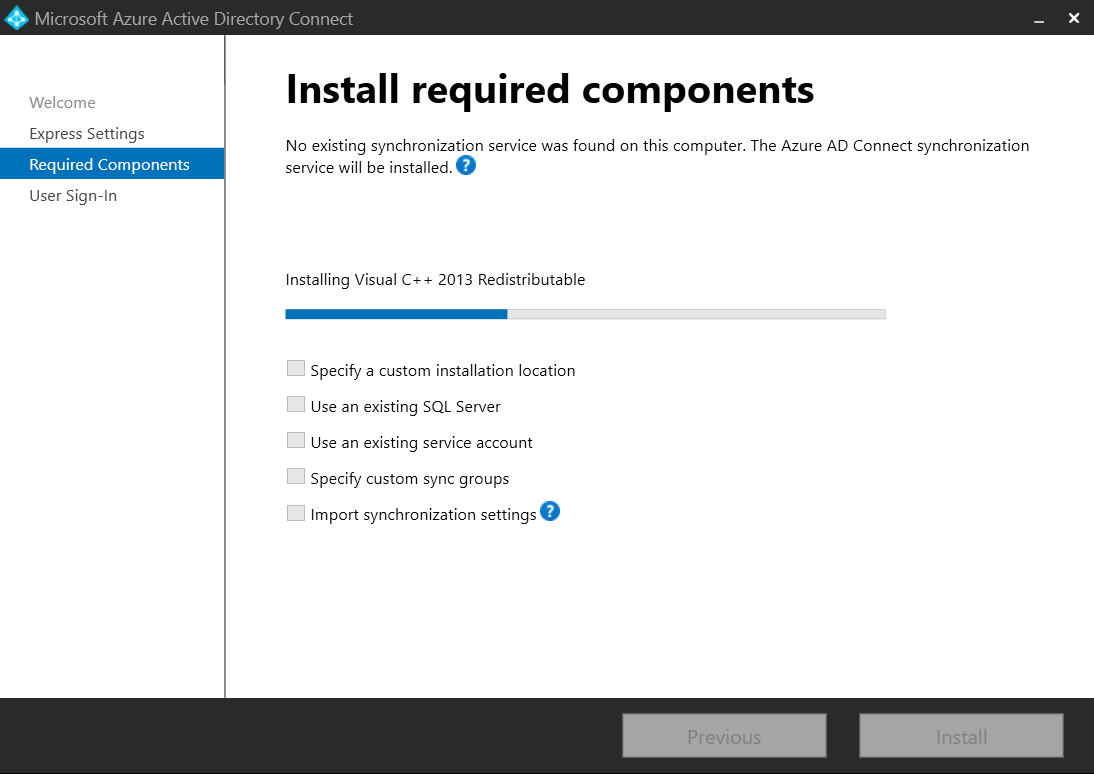 Microsoft Azure Active Directory Connect
Welcome
Express Settings
Required Components
User Sign-In
Install required components
No existing synchronization service was found on this computer. The Azure AD Connect synchronization
service will be installed. ?
Installing Visual C++ 2013 Redistributable
Specify a custom installation location
Use an existing SQL Server
Use an existing service account
Specify custom sync groups
Import synchronization settings ?
Previous
Install